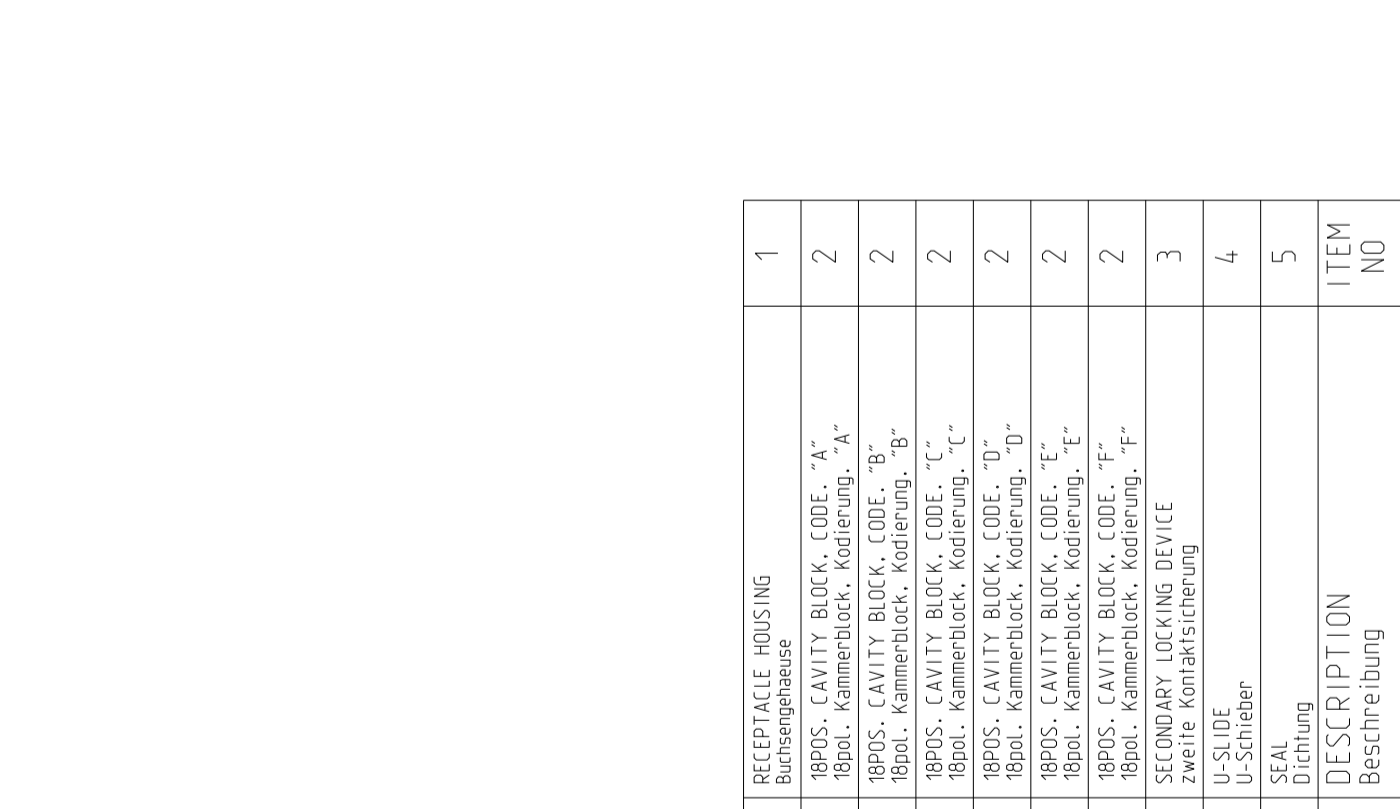 RECEPTACLE HOUSING
Buchsengehaeuse
1
18POS. CAVITY BLOCK, CODE. "A"
18pol. Kammerblock, Kodierung. "A"
2
18POS. CAVITY BLOCK, CODE. "B"
18pol. Kammerblock, Kodierung. "B"
2
18POS. CAVITY BLOCK, CODE. "C"
18pol. Kammerblock, Kodierung. "C"
2
18POS. CAVITY BLOCK, CODE. "D"
18pol. Kammerblock, Kodierung. "D"
2
18POS. CAVITY BLOCK, CODE. "E"
18pol. Kammerblock, Kodierung. "E"
2
18POS. CAVITY BLOCK, CODE. "F"
18pol. Kammerblock, Kodierung. "F"
2
SECONDARY LOCKING DEVICE
zweite Kontaktsicherung
3
U-SLIDE
U-Schieber
4
SEAL
Dichtung
5
DESCRIPTION
Beschreibung
ITEM
NO